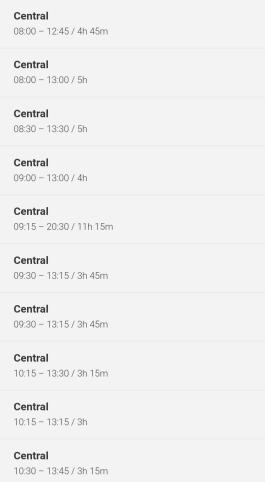 Central
08:00 – 12:45 / 4h 45m
Central
08:00 – 13:00 / 5h
Central
08:30 – 13:30 / 5h
Central
09:00 – 13:00 / 4h
Central
09:15 – 20:30 / 11h 15m
Central
09:30 – 13:15 / 3h 45m
Central
09:30 – 13:15 / 3h 45m
Central
10:15 – 13:30 / 3h 15m
Central
10:15 – 13:15 / 3h
Central
10:30 – 13:45 / 3h 15m